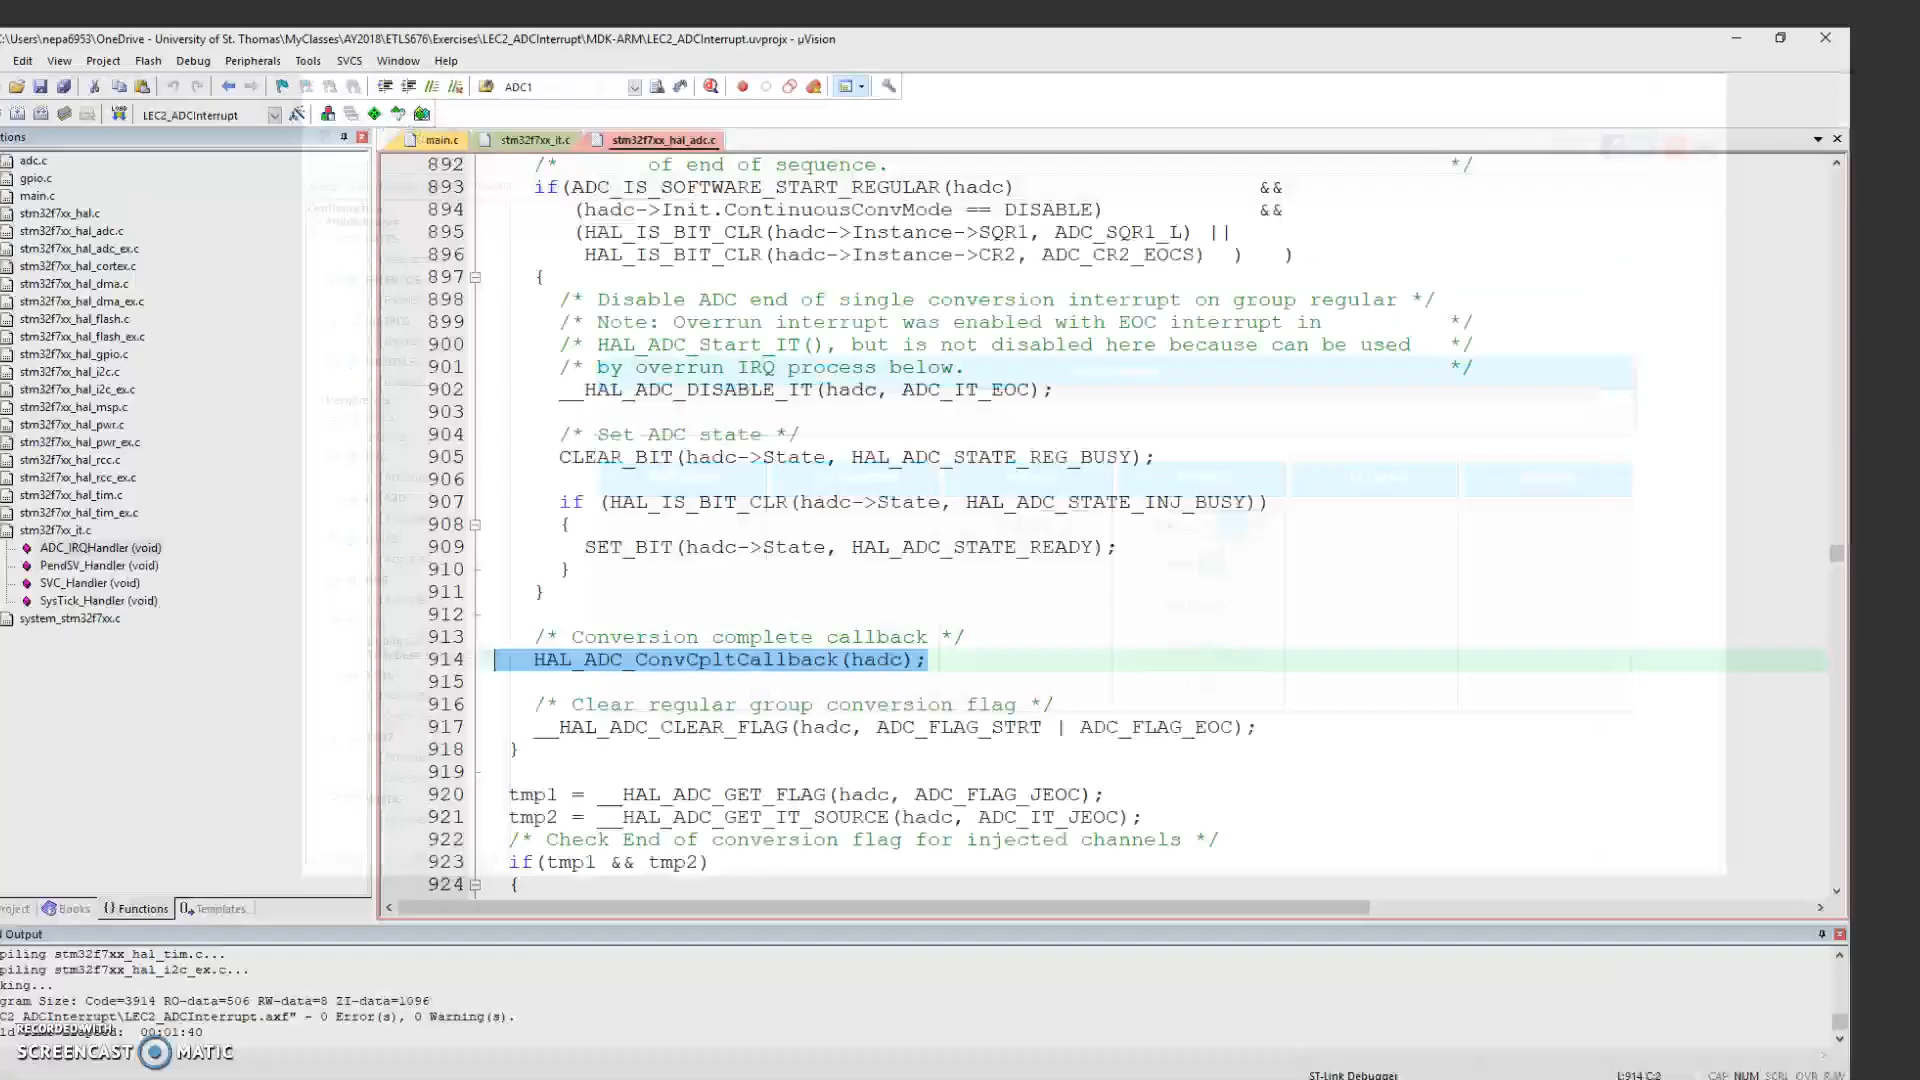 C:\Users\nepa6953\OneDrive - University of St. Thomas\MyClasses\AY2018\ETLS676\Exercises\LEC2_ADCInterrupt\MDK-ARM\LEC2_ADCInterrupt.uvprojx - µVision
Edit View Project Flash Debug Peripherals Tools SVCS Window Help
ADC1
LOAD LEC2_ADCInterrupt
tions
main.c stm32f7xx_it.c stm32f7xx_hal_adc.c
adc.c
gpio.c
main.c
stm32f7xx_hal.c
stm32f7xx_hal_adc.c
stm32f7xx_hal_adc_ex.c
stm32f7xx_hal_cortex.c
stm32f7xx_hal_dma.c
stm32f7xx_hal_dma_ex.c
stm32f7xx_hal_flash.c
stm32f7xx_hal_flash_ex.c
stm32f7xx_hal_gpio.c
stm32f7xx_hal_i2c.c
stm32f7xx_hal_i2c_ex.c
stm32f7xx_hal_msp.c
stm32f7xx_hal_pwr.c
stm32f7xx_hal_pwr_ex.c
stm32f7xx_hal_rcc.c
stm32f7xx_hal_rcc_ex.c
stm32f7xx_hal_tim.c
stm32f7xx_hal_tim_ex.c
stm32f7xx_it.c
ADC_IRQHandler (void)
PendSV_Handler (void)
SVC_Handler (void)
SysTick_Handler (void)
system_stm32f7xx.c
892 /* of end of sequence. */
893 if(ADC_IS_SOFTWARE_START_REGULAR(hadc) &&
894 (hadc->Init.ContinuousConvMode == DISABLE) &&
895 (HAL_IS_BIT_CLR(hadc->Instance->SQR1, ADC_SQR1_L) ||
896 HAL_IS_BIT_CLR(hadc->Instance->CR2, ADC_CR2_EOCS) ) )
897 {
898 /* Disable ADC end of single conversion interrupt on group regular */
899 /* Note: Overrun interrupt was enabled with EOC interrupt in */
900 /* HAL_ADC_Start_IT(), but is not disabled here because can be used */
901 /* by overrun IRQ process below. */
902 __HAL_ADC_DISABLE_IT(hadc, ADC_IT_EOC);
903
904 /* Set ADC state */
905 CLEAR_BIT(hadc->State, HAL_ADC_STATE_REG_BUSY);
906
907 if (HAL_IS_BIT_CLR(hadc->State, HAL_ADC_STATE_INJ_BUSY))
908 {
909 SET_BIT(hadc->State, HAL_ADC_STATE_READY);
910 }
911 }
912
913 /* Conversion complete callback */
914 HAL_ADC_ConvCpltCallback(hadc);
915
916 /* Clear regular group conversion flag */
917 __HAL_ADC_CLEAR_FLAG(hadc, ADC_FLAG_STRT | ADC_FLAG_EOC);
918 }
919
920 tmp1 = __HAL_ADC_GET_FLAG(hadc, ADC_FLAG_JEOC);
921 tmp2 = __HAL_ADC_GET_IT_SOURCE(hadc, ADC_IT_JEOC);
922 /* Check End of conversion flag for injected channels */
923 if(tmp1 && tmp2)
924 {
roject Books {} Functions 0 Templates
Output
piling stm32f7xx_hal_tim.c...
piling stm32f7xx_hal_i2c_ex.c...
king...
gram Size: Code=3914 RO-data=506 RW-data=8 ZI-data=1096
C2_ADCInterrupt\LEC2_ADCInterrupt.axf" - 0 Error(s), 0 Warning(s).
00:01:40
RECORDED WITH
SCREENCAST MATIC
ST-Link Debugger L:914 C:2 CAP NUM SCRL OVR R/W